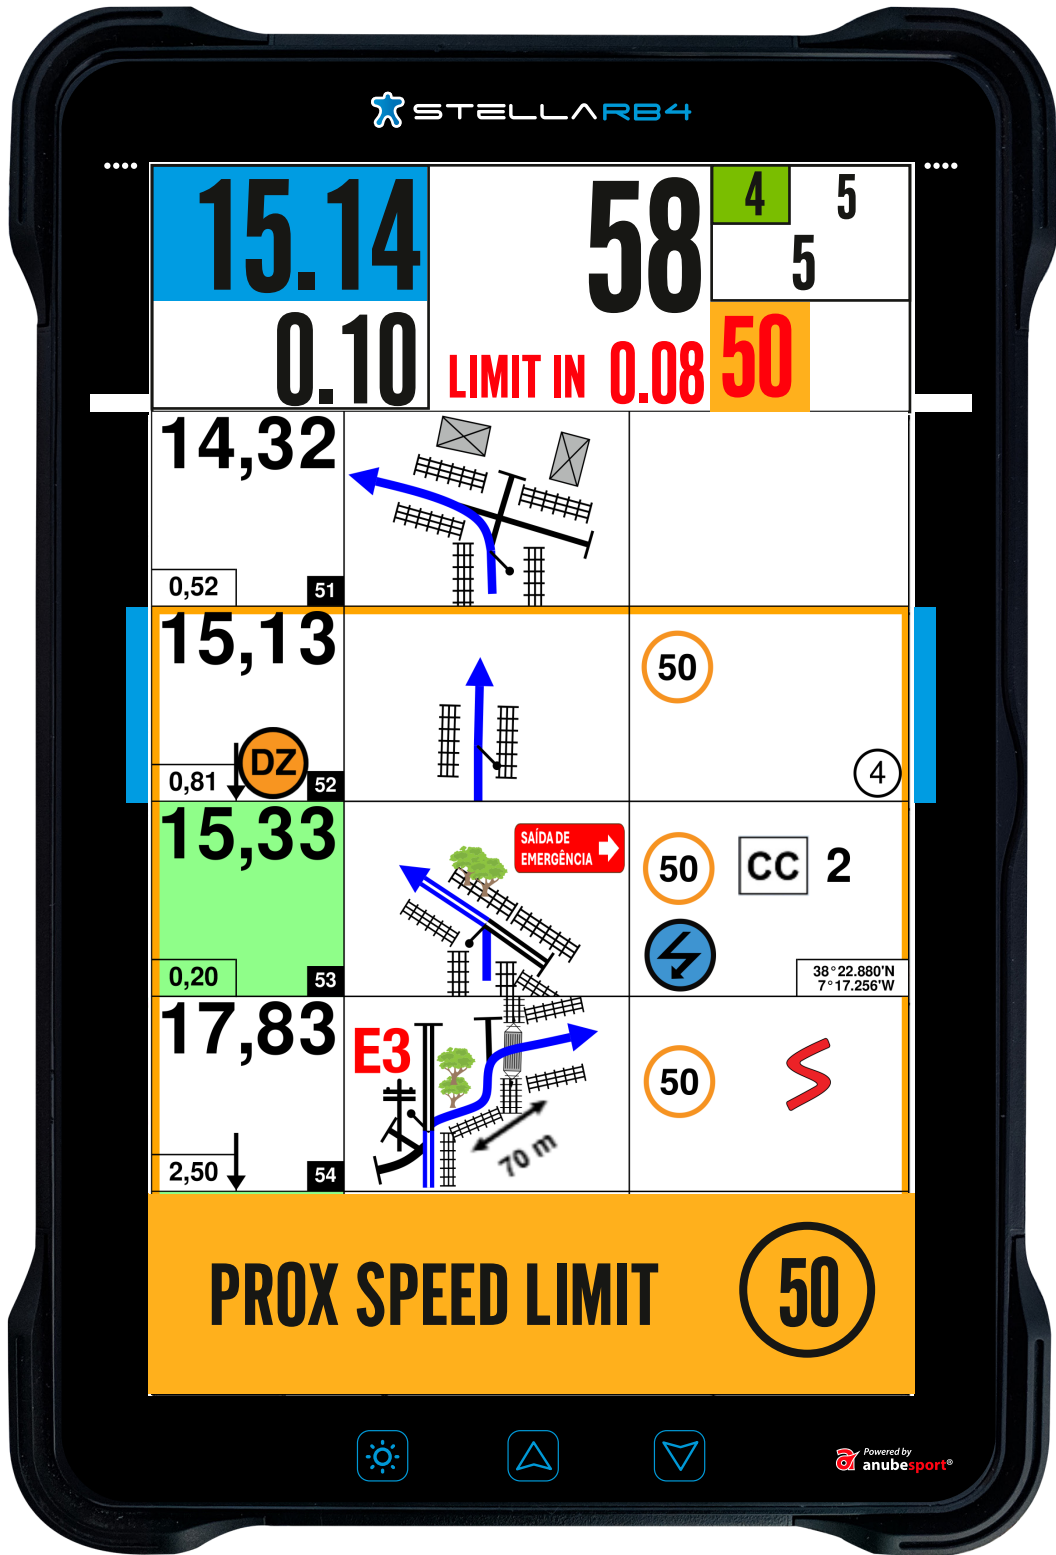 STELLARB4
15.14
58
4
5
5
0.10
LIMIT IN 0.08
50
14,32
0,52
51
15,13
50
0,81
DZ
52
4
15,33
SAÍDA DE
EMERGÊNCIA
50
CC
2
0,20
53
38°22.880'N
7°17.256'W
17,83
E3
50
70 m
2,50
54
PROX SPEED LIMIT
50
Powered by
anubesport®